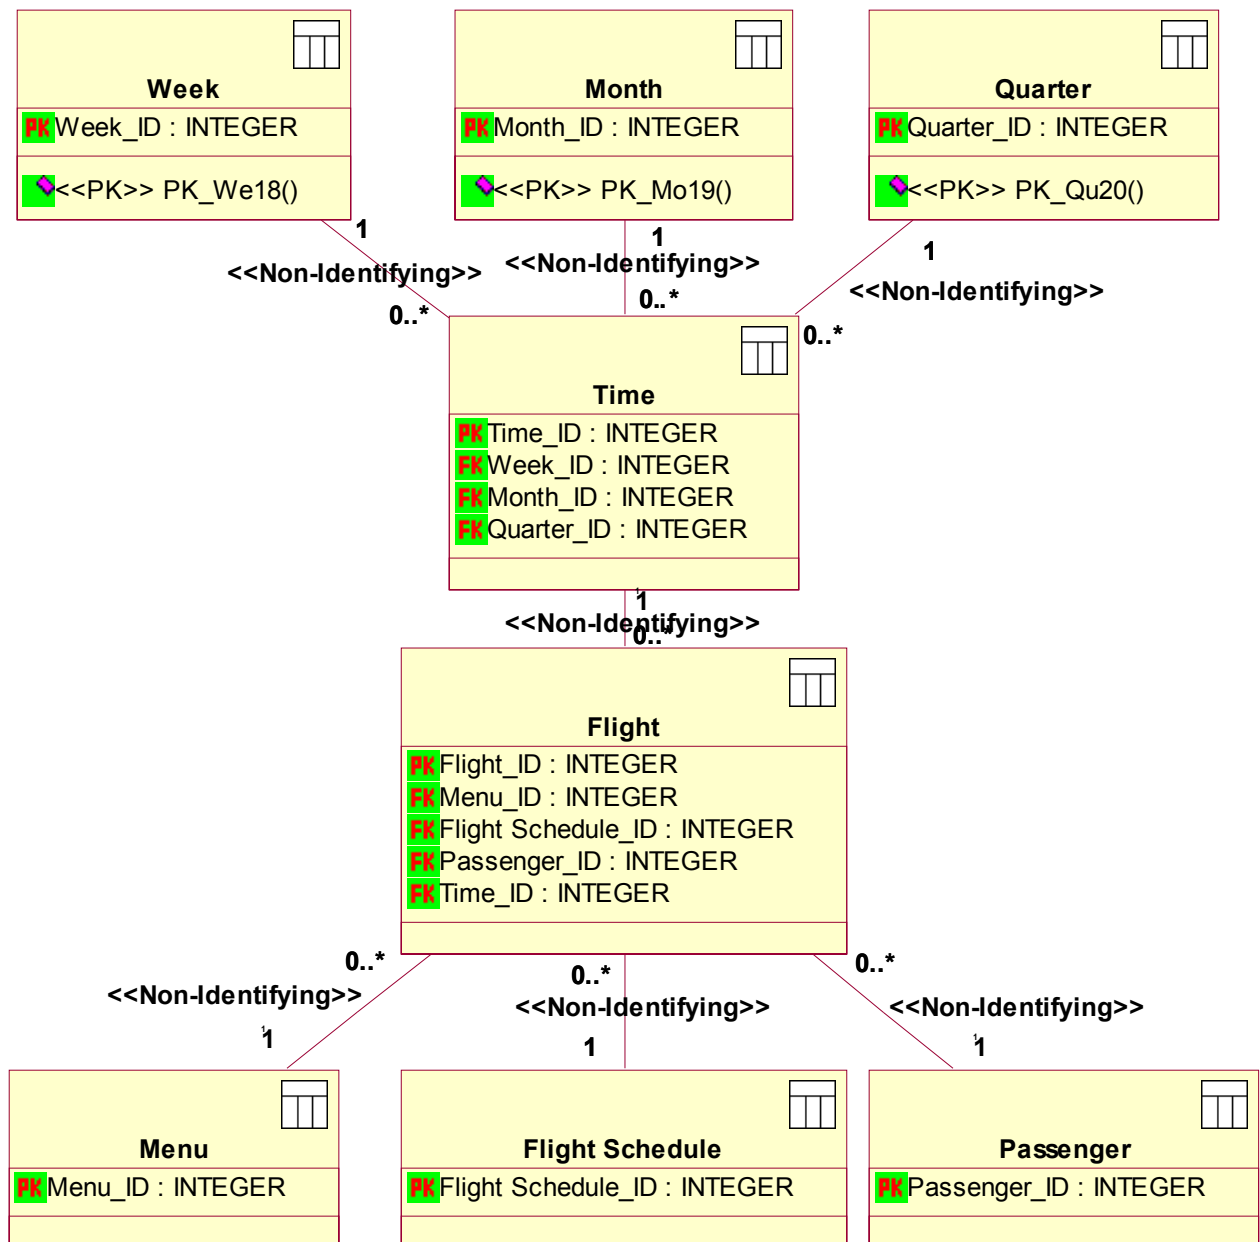 Week
PK Week_ID : INTEGER
<<PK>> PK_We18()
Month
PK Month_ID : INTEGER
<<PK>> PK_Mo19()
Quarter
PK Quarter_ID : INTEGER
<<PK>> PK_Qu20()
1
<<Non-Identifying>>
0..*
1
<<Non-Identifying>>
0..*
1
<<Non-Identifying>>
0..*
Time
PK Time_ID : INTEGER
FK Week_ID : INTEGER
FK Month_ID : INTEGER
FK Quarter_ID : INTEGER
1
1
<<Non-Identifying>>
0..*
Flight
PK Flight_ID : INTEGER
FK Menu_ID : INTEGER
FK Flight Schedule_ID : INTEGER
FK Passenger_ID : INTEGER
FK Time_ID : INTEGER
0..*
<<Non-Identifying>>
1
1
0..*
<<Non-Identifying>>
1
0..*
<<Non-Identifying>>
1
1
Menu
PK Menu_ID : INTEGER
Flight Schedule
PK Flight Schedule_ID : INTEGER
Passenger
PK Passenger_ID : INTEGER